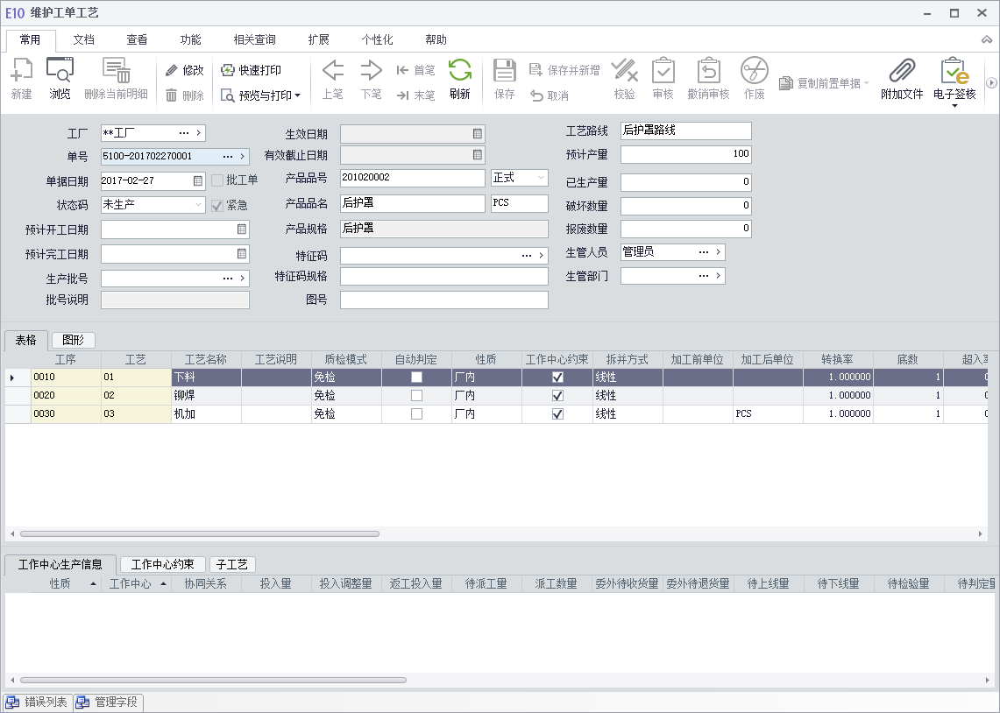 E10 维护工单工艺
常用 文档 查看 功能 相关查询 扩展 个性化 帮助
新建 浏览 删除当前明细 修改 删除 快速打印 预览与打印 上笔 下笔 首笔 末笔 刷新 保存 保存并新增 取消 校验 审核 撤销审核 作废 复制前置单据 附加文件 电子签核
工厂 **工厂 生效日期 工艺路线 后护罩路线
单号 5100-201702270001 有效截止日期 预计产量 100
单据日期 2017-02-27 批工单 产品品号 201020002 正式 已生产量 0
状态码 未生产 紧急 产品品名 后护罩 PCS 破坏数量 0
预计开工日期 产品规格 后护罩 报废数量 0
预计完工日期 特征码 生管人员 管理员
生产批号 特征码规格 生管部门
批号说明 图号
表格 图形
工序 工艺 工艺名称 工艺说明 质检模式 自动判定 性质 工作中心约束 拆并方式 加工前单位 加工后单位 转换率 底数 超入率
0010 01 下料 免检 厂内 线性 1.000000 1 0
0020 02 铆焊 免检 厂内 线性 1.000000 1 0
0030 03 机加 免检 厂内 线性 PCS 1.000000 1 0
工作中心生产信息 工作中心约束 子工艺
性质 工作中心 协同关系 投入量 投入调整量 返工投入量 待派工量 派工数量 委外待收货量 委外待退货量 待上线量 待下线量 待检验量 待判定量
错误列表 管理字段